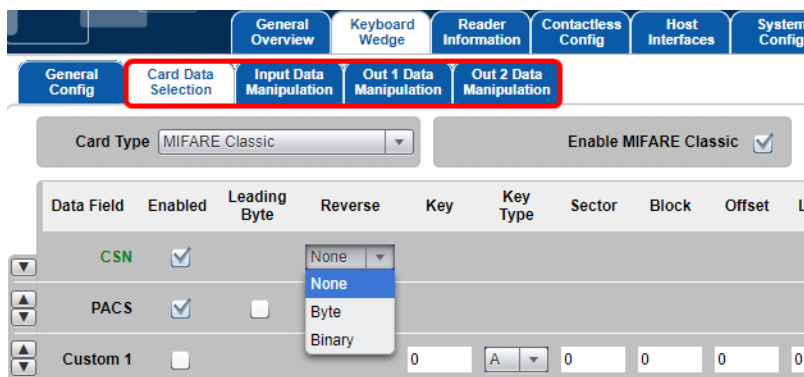 General Overview
Keyboard Wedge
Reader Information
Contactless Config
Host Interfaces
System Config
General Config
Card Data Selection
Input Data Manipulation
Out 1 Data Manipulation
Out 2 Data Manipulation
Card Type MIFARE Classic
Enable MIFARE Classic
Data Field Enabled Leading Byte Reverse Key Key Type Sector Block Offset L
CSN None
None
PACS Byte
Binary
Custom 1 0 A 0 0 0 0